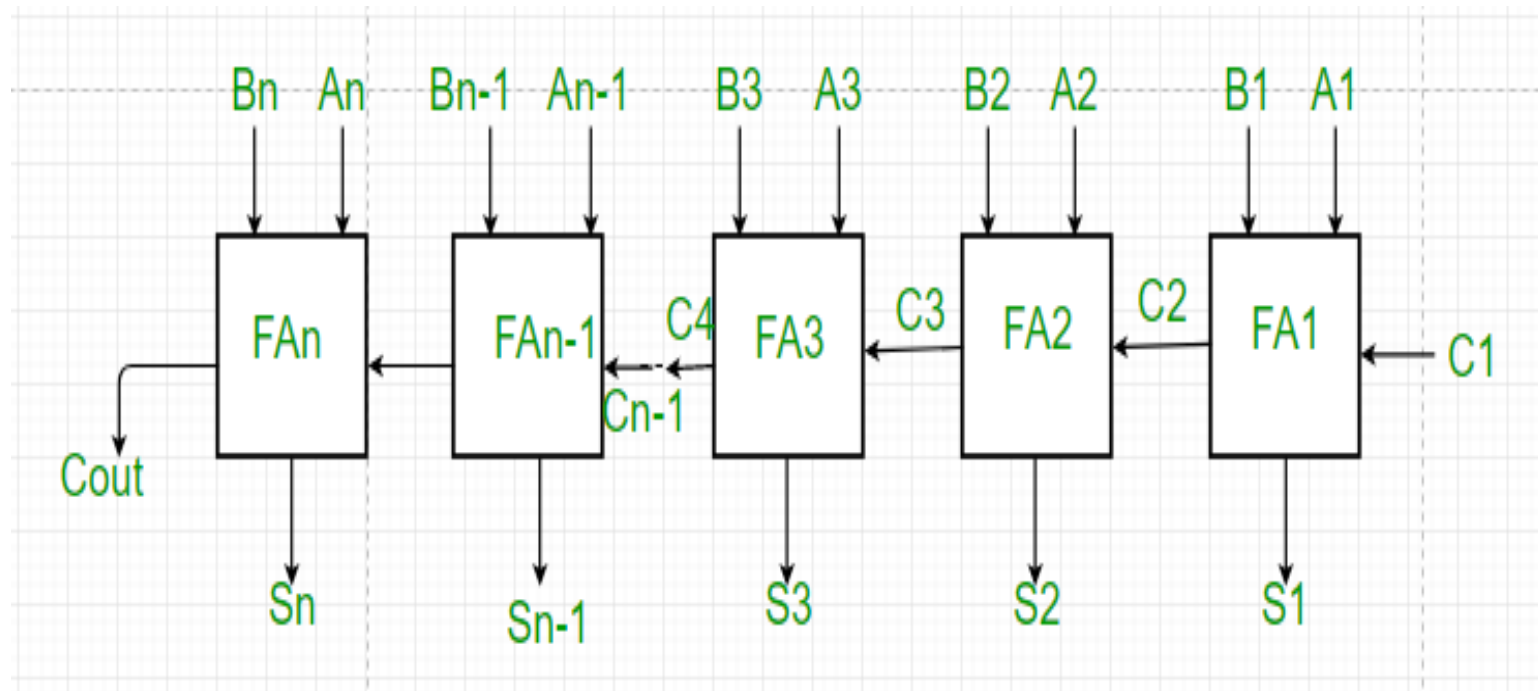 Bn An Bn-1 An-1 B3 A3 B2 A2 B1 A1
FAn FAn-1 C4 FA3 C3 FA2 C2 FA1 C1
Cn-1
Cout
Sn Sn-1 S3 S2 S1